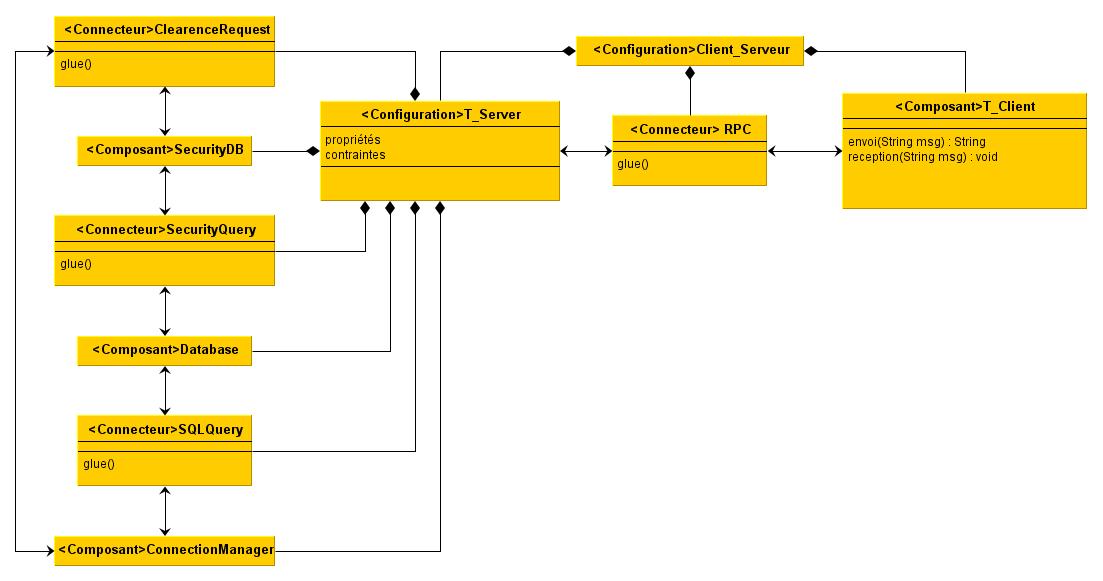 <Connecteur>ClearenceRequest
glue()
<Composant>SecurityDB
<Connecteur>SecurityQuery
glue()
<Composant>Database
<Connecteur>SQLQuery
glue()
<Composant>ConnectionManager
<Configuration>T_Server
propriétés
contraintes
<Configuration>Client_Serveur
<Connecteur> RPC
glue()
<Composant>T_Client
envoi(String msg) : String
reception(String msg) : void